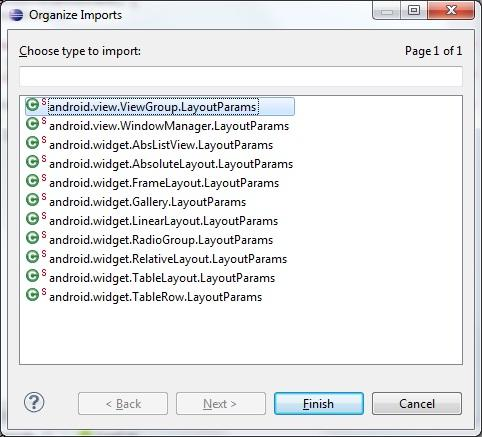 Organize Imports
Choose type to import: Page 1 of 1
C S android.view.ViewGroup.LayoutParams
C S android.view.WindowManager.LayoutParams
C S android.widget.AbsListView.LayoutParams
C S android.widget.AbsoluteLayout.LayoutParams
C S android.widget.FrameLayout.LayoutParams
C S android.widget.Gallery.LayoutParams
C S android.widget.LinearLayout.LayoutParams
C S android.widget.RadioGroup.LayoutParams
C S android.widget.RelativeLayout.LayoutParams
C S android.widget.TableLayout.LayoutParams
C S android.widget.TableRow.LayoutParams
? < Back Next > Finish Cancel